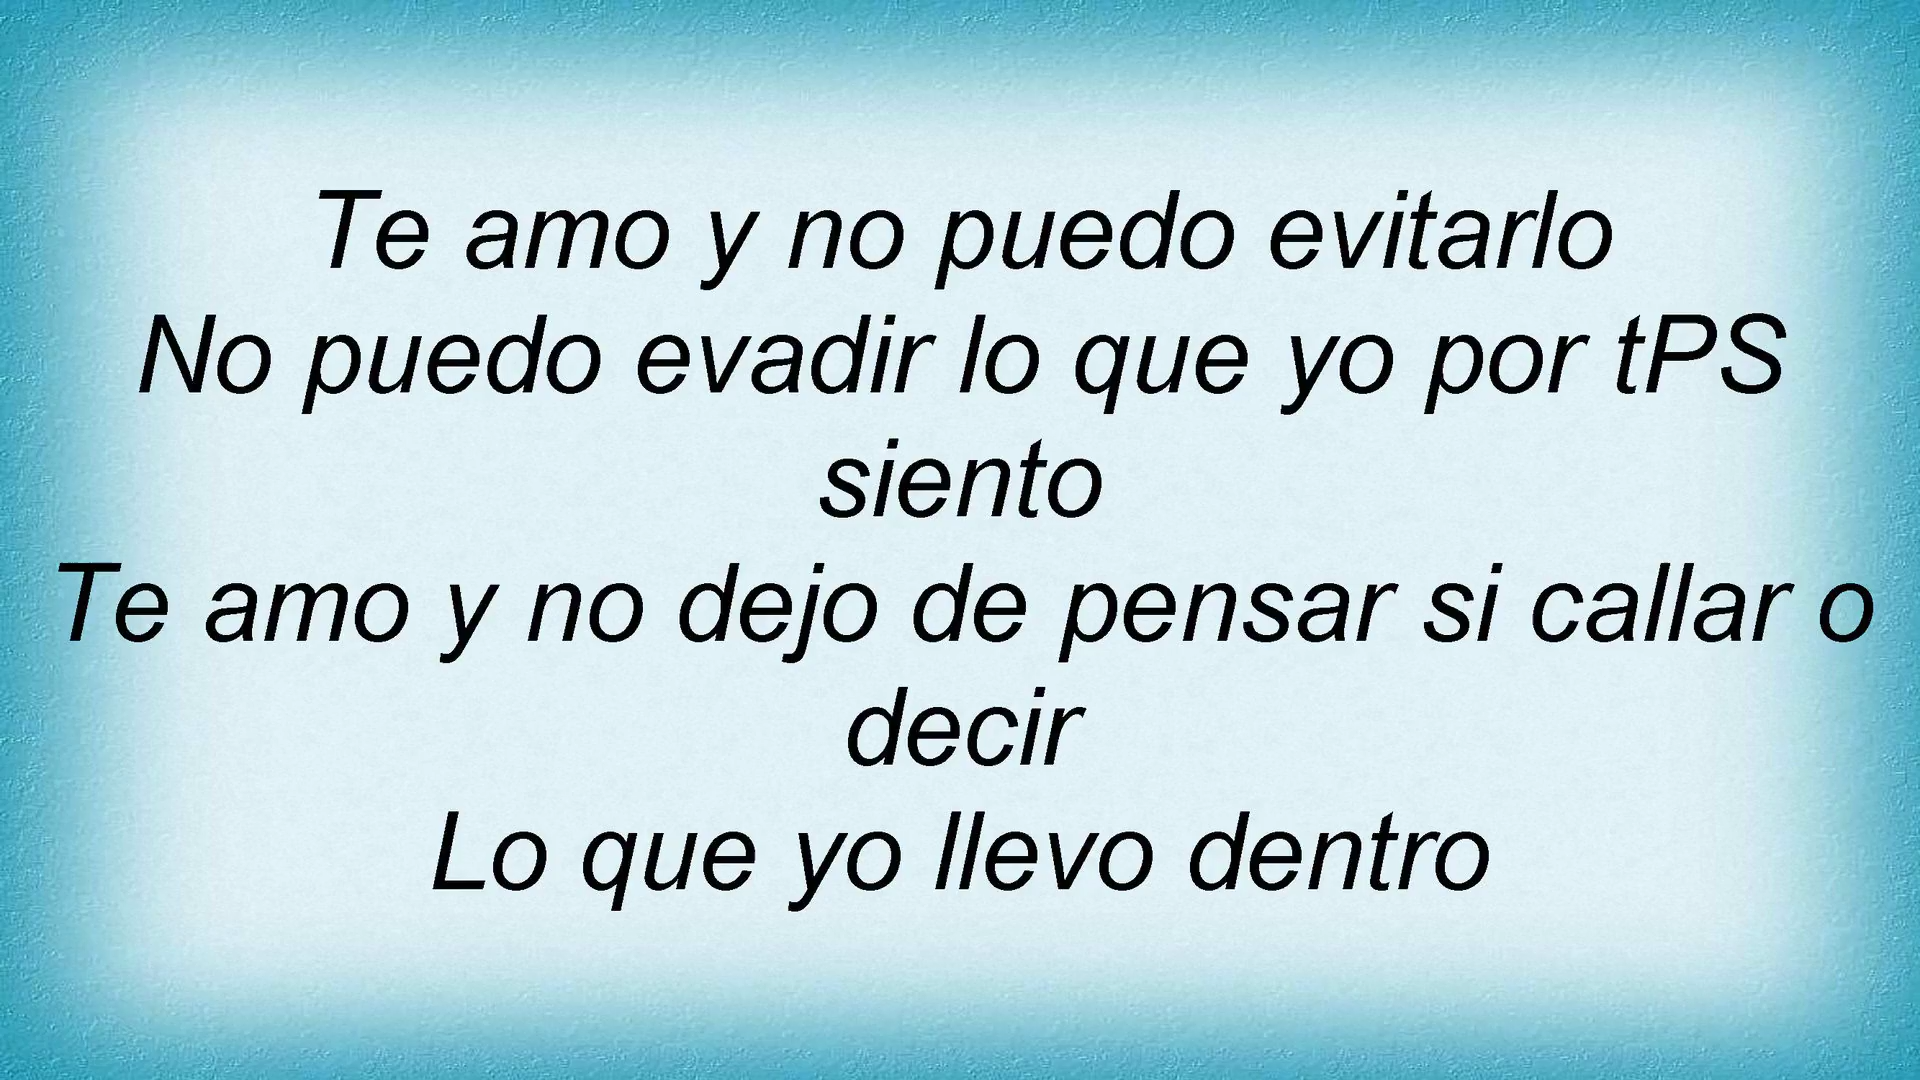 Te amo y no puedo evitarlo
No puedo evadir lo que yo por tPS
siento
Te amo y no dejo de pensar si callar o
decir
Lo que yo llevo dentro